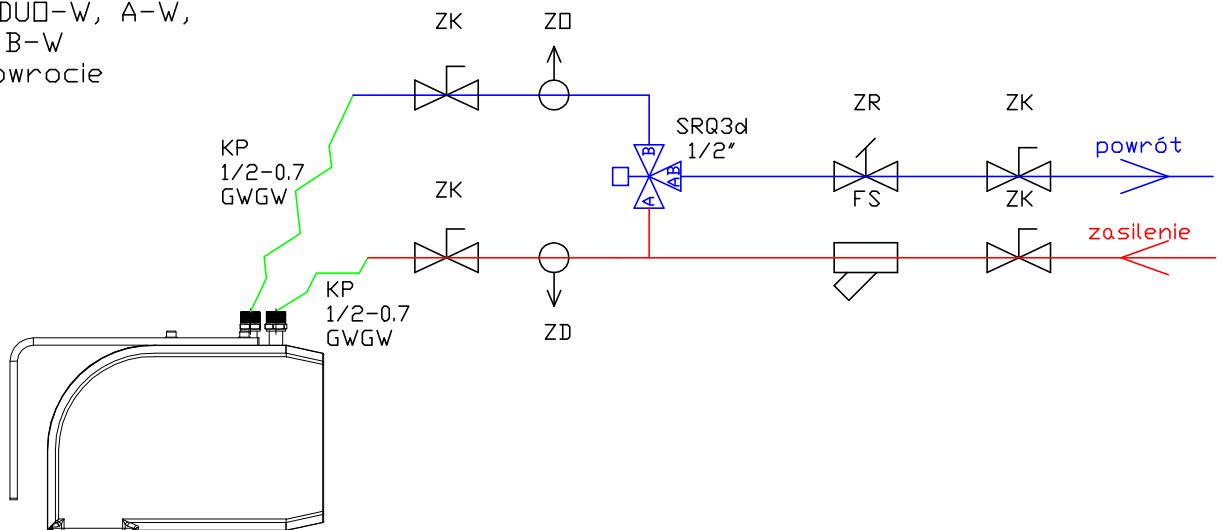 DUO-W, A-W,
B-W
owrocie
ZK
ZO
ZR
ZK
SRQ3d
1/2"
B
AB
A
powrót
KP
1/2-0.7
GWGW
ZK
FS
ZK
zasilenie
KP
1/2-0.7
GWGW
ZD